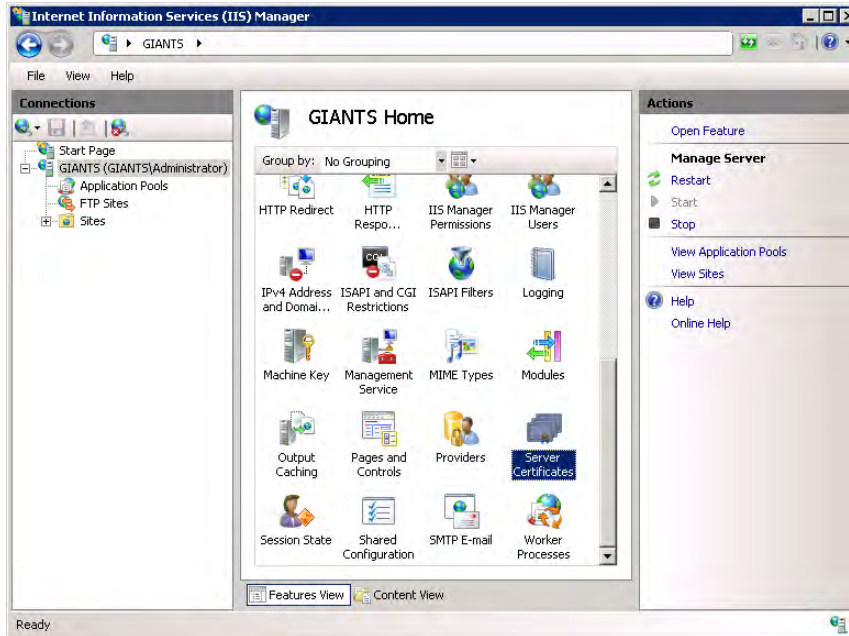 Internet Information Services (IIS) Manager
GIANTS
File View Help
Connections
Start Page
GIANTS (GIANTS\Administrator)
Application Pools
FTP Sites
Sites
GIANTS Home
Group by: No Grouping
HTTP Redirect HTTP IIS Manager IIS Manager
Respo... Permissions Users
IPv4 Address ISAPI and CGI ISAPI Filters Logging
and Domai... Restrictions
Machine Key Management MIME Types Modules
Service
Output Pages and Providers Server
Caching Controls Certificates
Session State Shared SMTP E-mail Worker
Configuration Processes
Features View Content View
Actions
Open Feature
Manage Server
Restart
Start
Stop
View Application Pools
View Sites
Help
Online Help
Ready